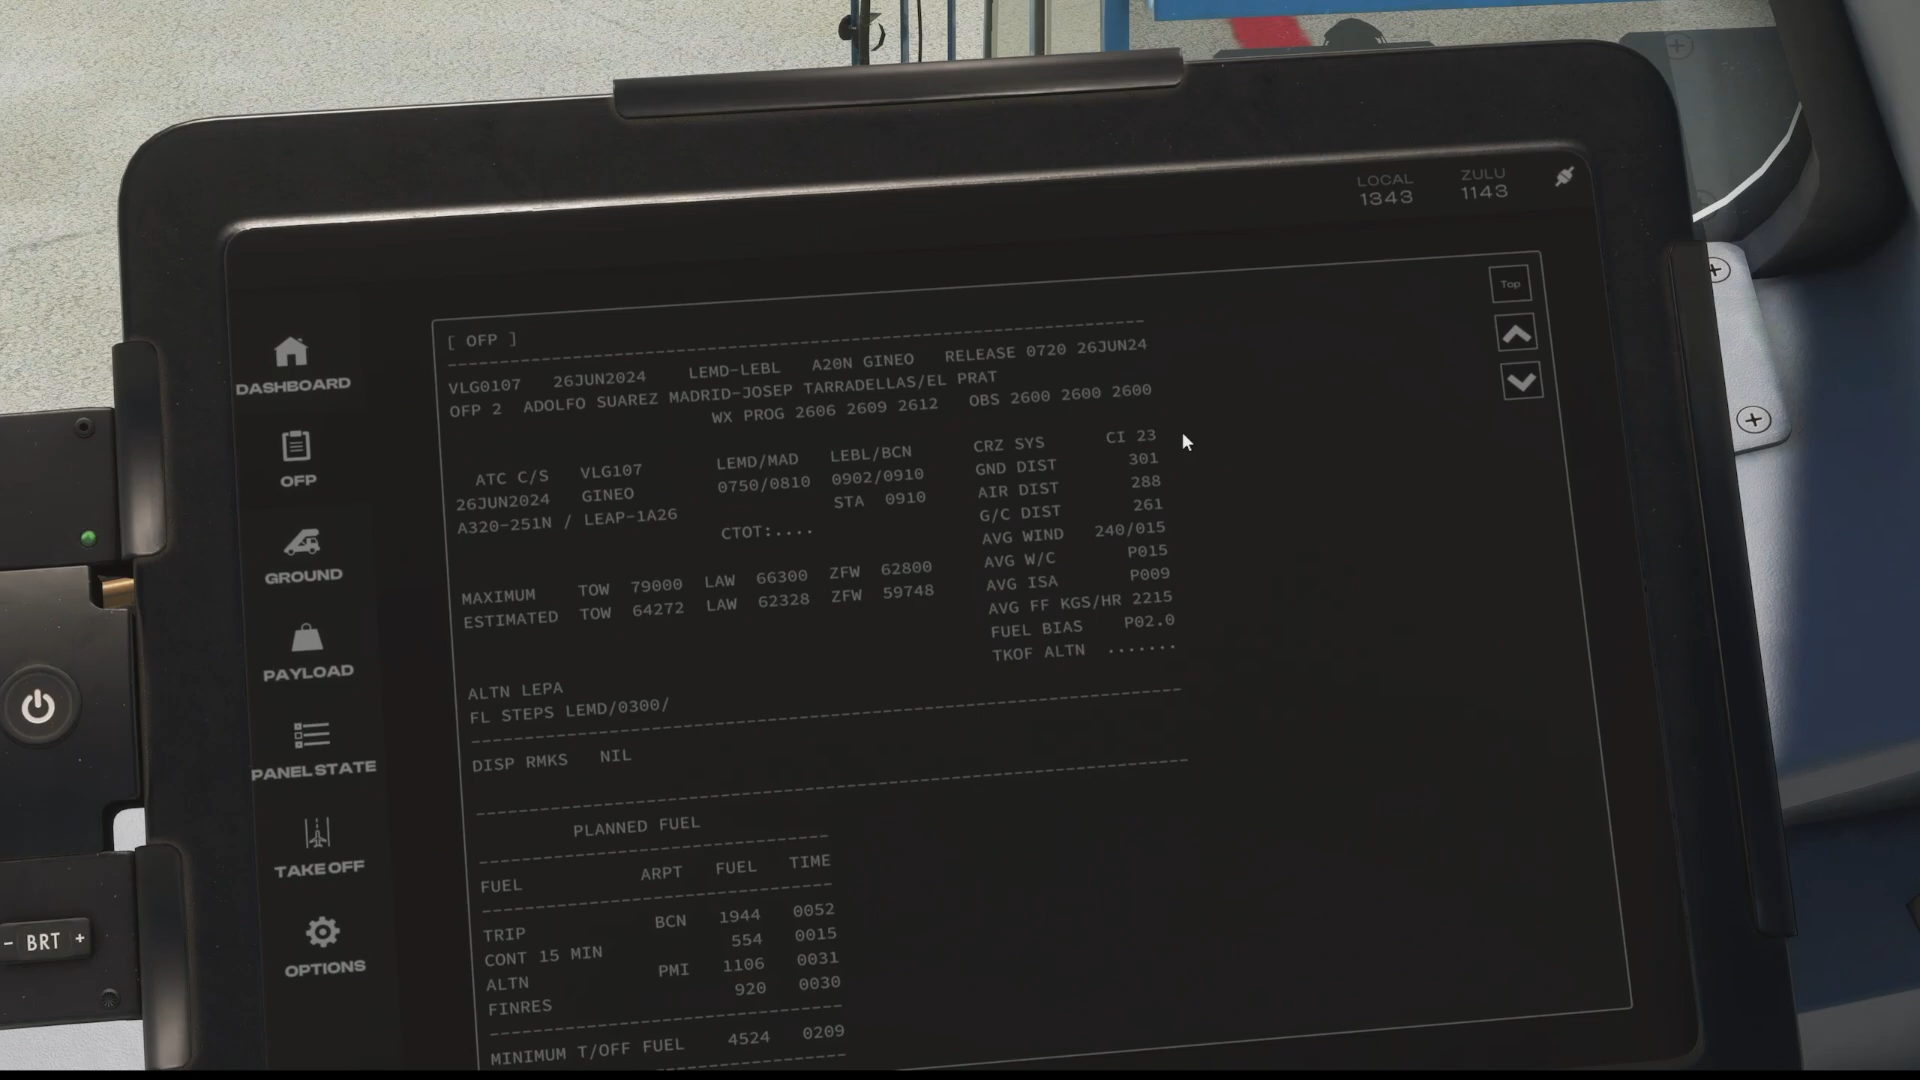 LOCAL ZULU
1343 1143
Top
DASHBOARD
OFP
GROUND
PAYLOAD
PANEL STATE
TAKE OFF
OPTIONS
- BRT +
[ OFP ]
VLG0107 26JUN2024 LEMD-LEBL A20N GINEO RELEASE 0720 26JUN24
OFP 2 ADOLFO SUAREZ MADRID-JOSEP TARRADELLAS/EL PRAT
WX PROG 2606 2609 2612 OBS 2600 2600 2600
ATC C/S VLG107 LEMD/MAD LEBL/BCN CRZ SYS CI 23
26JUN2024 GINEO 0750/0810 0902/0910 GND DIST 301
A320-251N / LEAP-1A26 STA 0910 AIR DIST 288
CTOT:.... G/C DIST 261
AVG WIND 240/015
MAXIMUM TOW 79000 LAW 66300 ZFW 62800 AVG W/C P015
ESTIMATED TOW 64272 LAW 62328 ZFW 59748 AVG ISA P009
AVG FF KGS/HR 2215
FUEL BIAS P02.0
TKOF ALTN .......
ALTN LEPA
FL STEPS LEMD/0300/
DISP RMKS NIL
PLANNED FUEL
FUEL ARPT FUEL TIME
TRIP BCN 1944 0052
CONT 15 MIN 554 0015
ALTN PMI 1106 0031
FINRES 920 0030
MINIMUM T/OFF FUEL 4524 0209